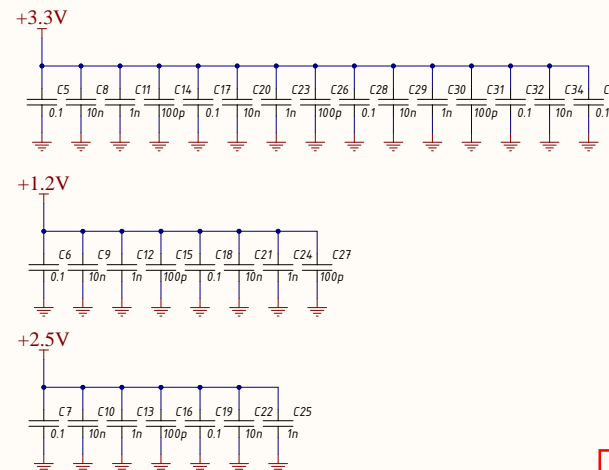 +3.3V
C5 C8 C11 C14 C17 C20 C23 C26 C28 C29 C30 C31 C32 C34 C
0.1 10n 1n 100p 0.1 10n 1n 100p 0.1 10n 1n 100p 0.1 10n 0.1
+1.2V
C6 C9 C12 C15 C18 C21 C24 C27
0.1 10n 1n 100p 0.1 10n 1n 100p
+2.5V
C7 C10 C13 C16 C19 C22 C25
0.1 10n 1n 100p 0.1 10n 1n